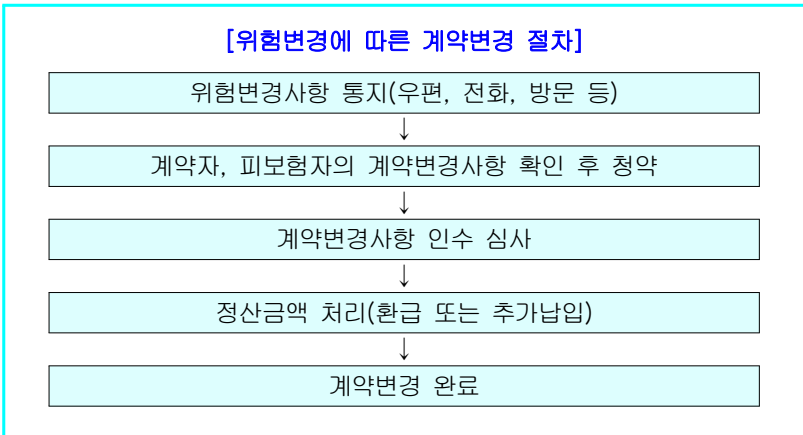 [위험변경에 따른 계약변경 절차]
위험변경사항 통지(우편, 전화, 방문 등)
↓
계약자, 피보험자의 계약변경사항 확인 후 청약
↓
계약변경사항 인수 심사
↓
정산금액 처리(환급 또는 추가납입)
↓
계약변경 완료